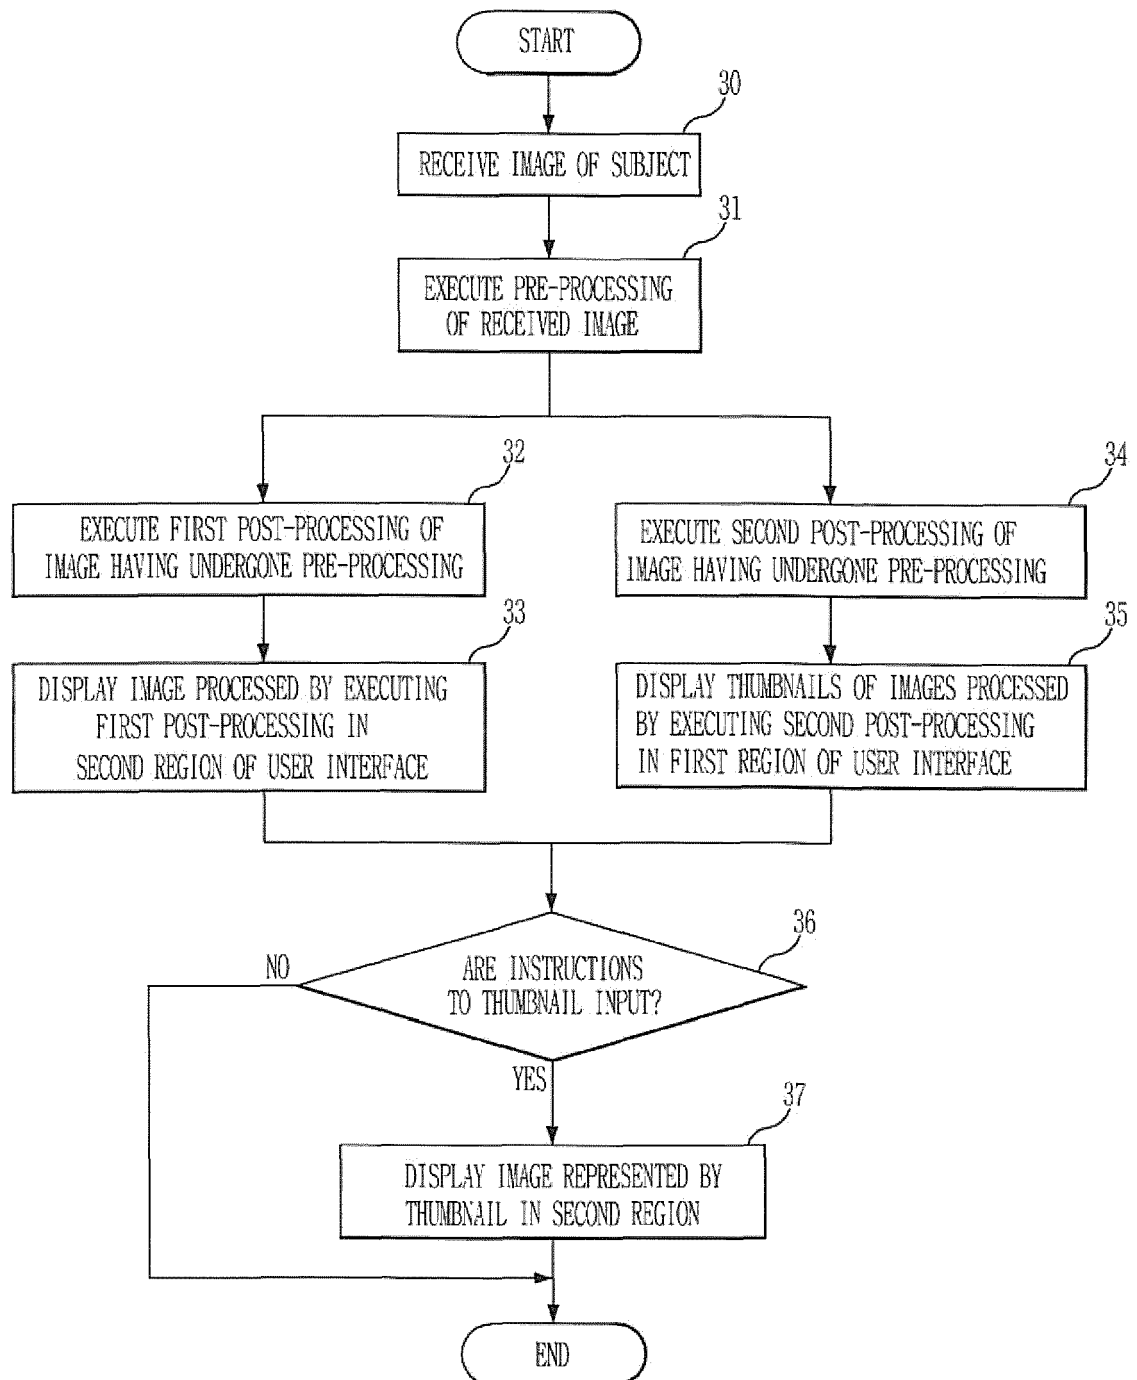 START
30
RECEIVE IMAGE OF SUBJECT
31
EXECUTE PRE-PROCESSING
OF RECEIVED IMAGE
32
EXECUTE FIRST POST-PROCESSING OF
IMAGE HAVING UNDERGONE PRE-PROCESSING
33
DISPLAY IMAGE PROCESSED BY EXECUTING
FIRST POST-PROCESSING IN
SECOND REGION OF USER INTERFACE
34
EXECUTE SECOND POST-PROCESSING OF
IMAGE HAVING UNDERGONE PRE-PROCESSING
35
DISPLAY THUMBNAILS OF IMAGES PROCESSED
BY EXECUTING SECOND POST-PROCESSING
IN FIRST REGION OF USER INTERFACE
36
ARE INSTRUCTIONS
TO THUMBNAIL INPUT?
NO
YES
37
DISPLAY IMAGE REPRESENTED BY
THUMBNAIL IN SECOND REGION
END